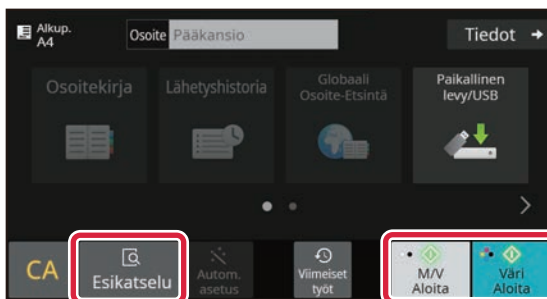 Alkup.
A4
Osoite Pääkansio
Tiedot
Osoitekirja
Lähetyshistoria
Globaali
Osoite-Etsintä
Paikallinen
levy/USB
CA
Esikatselu
Autom.
asetus
Viimeiset
työt
M/V
Aloita
Väri
Aloita